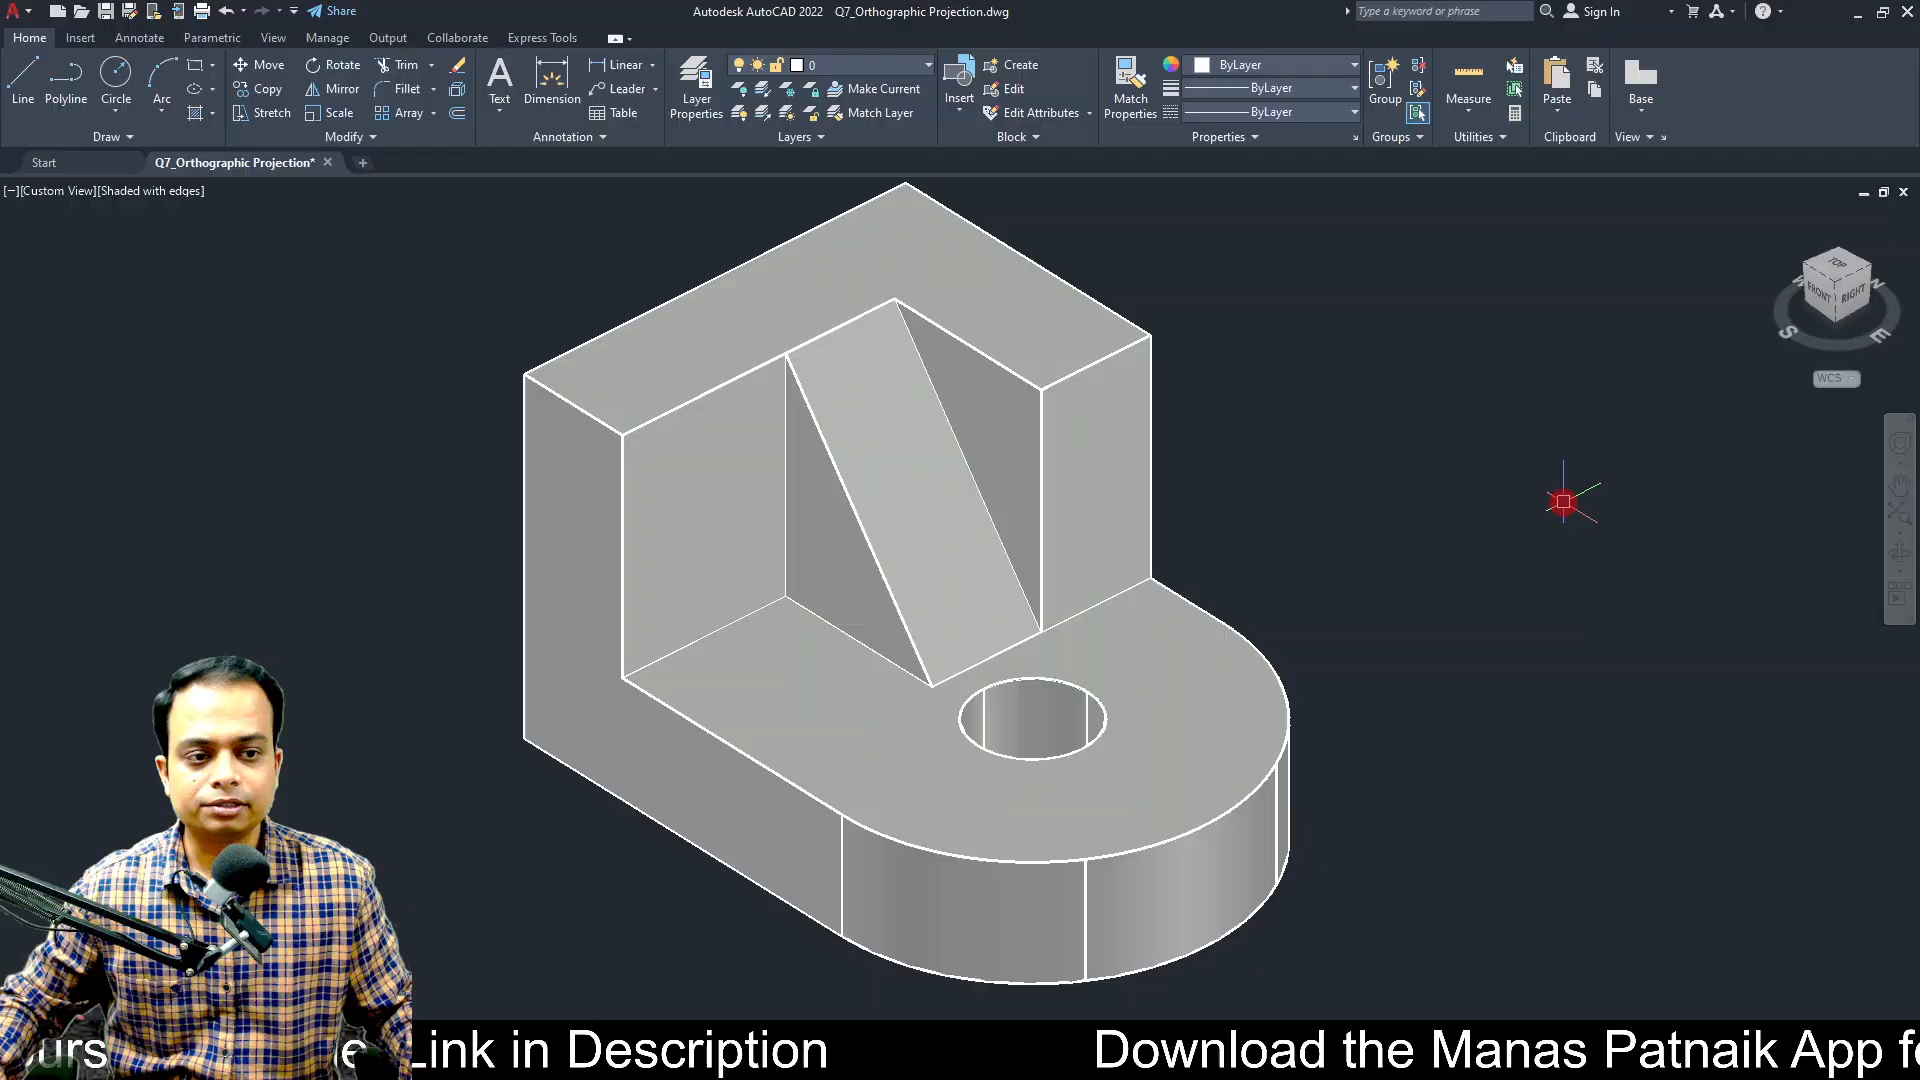 Share
Autodesk AutoCAD 2022 Q7_Orthographic Projection.dwg
Type a keyword or phrase
Sign In
Home Insert Annotate Parametric View Manage Output Collaborate Express Tools
Line Polyline Circle Arc
Move Rotate Trim
Copy Mirror Fillet
Stretch Scale Array
Text Dimension
Linear
Leader
Table
Layer Properties
0
Make Current
Match Layer
Insert
Create
Edit
Edit Attributes
Match Properties
ByLayer
ByLayer
ByLayer
Group
Measure
Paste
Base
Draw Modify Annotation Layers Block Properties Groups Utilities Clipboard View
Start Q7_Orthographic Projection*
[−][Custom View][Shaded with edges]
TOP
FRONT RIGHT
W N
S E
WCS
Link in Description Download the Manas Patnaik App